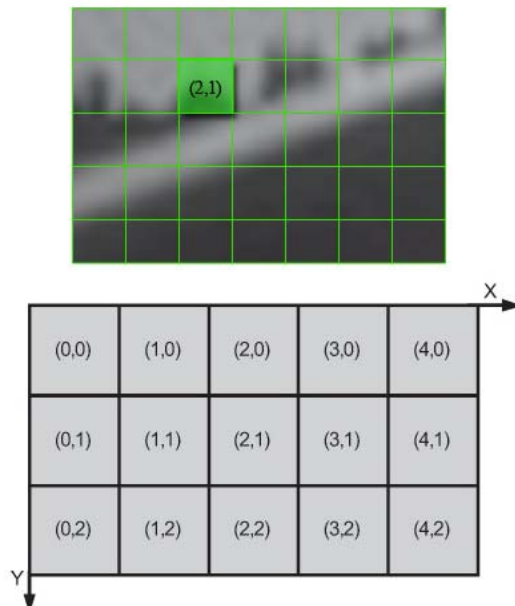 (2,1)
X
(0,0) (1,0) (2,0) (3,0) (4,0)
(0,1) (1,1) (2,1) (3,1) (4,1)
(0,2) (1,2) (2,2) (3,2) (4,2)
Y